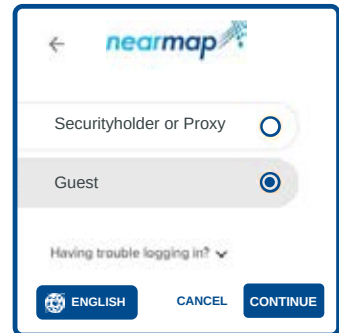 nearmap
Securityholder or Proxy
Guest
Having trouble logging in?
ENGLISH CANCEL CONTINUE